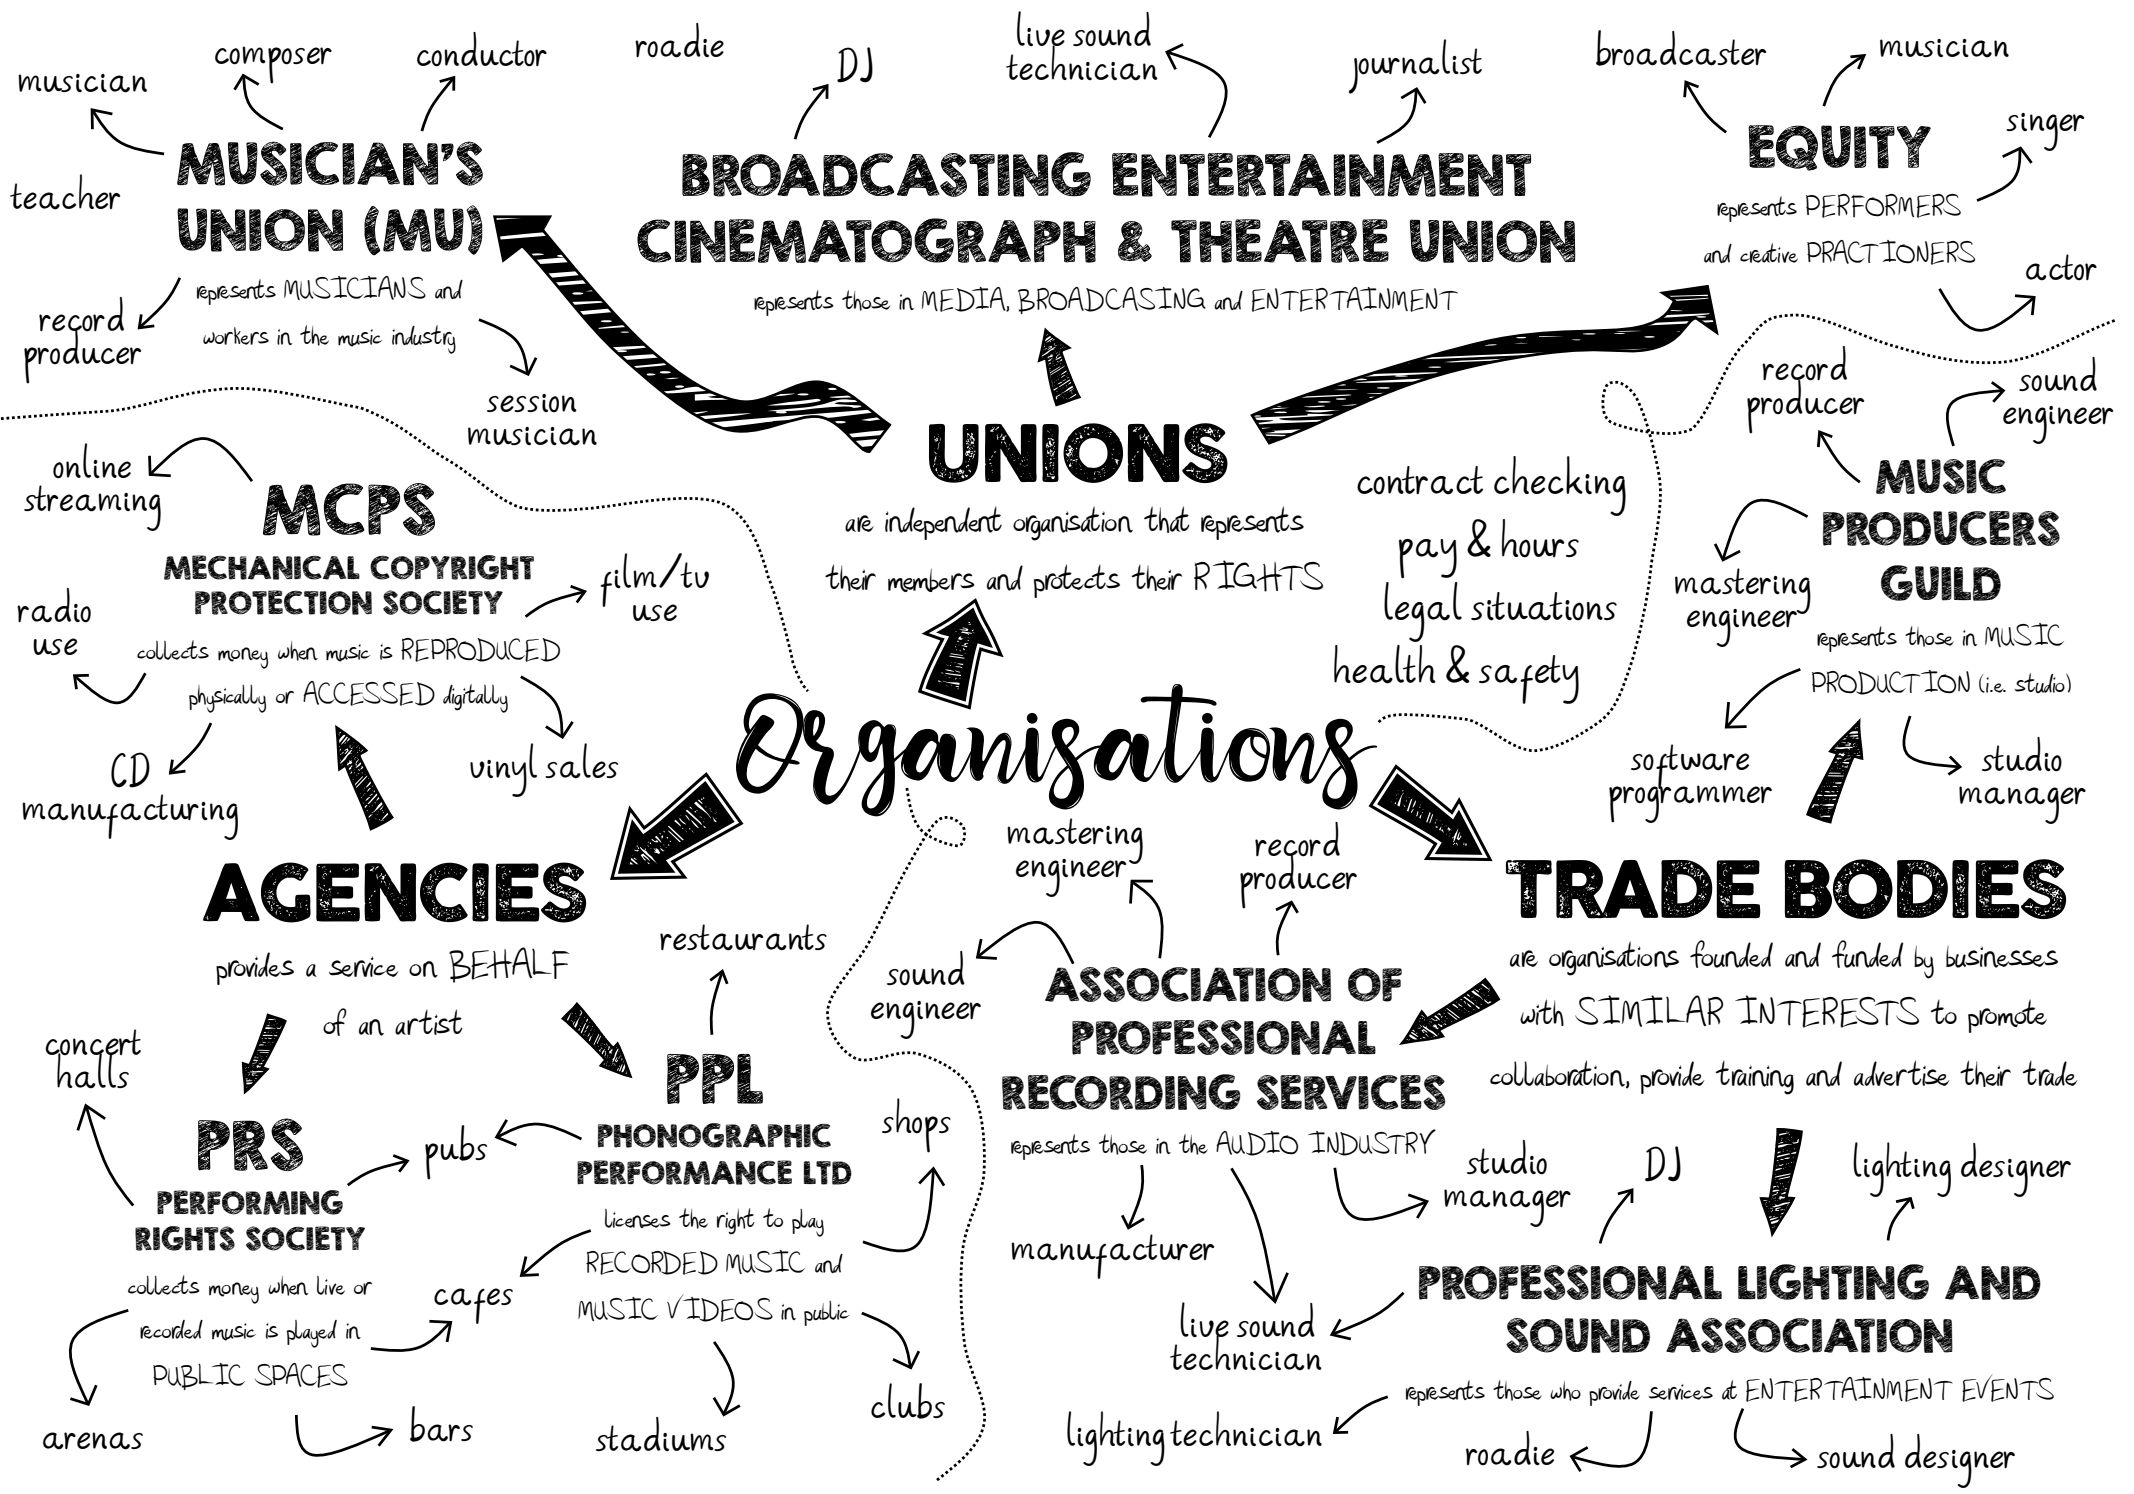 musician
composer
conductor
teacher
MUSICIAN'S
UNION (MU)
represents MUSICIANS and
workers in the music industry
record
producer
session
musician
roadie
DJ
live sound
technician
journalist
BROADCASTING ENTERTAINMENT
CINEMATOGRAPH & THEATRE UNION
represents those in MEDIA, BROADCASING and ENTERTAINMENT
broadcaster
musician
singer
EQUITY
represents PERFORMERS
and creative PRACTIONERS
actor
UNIONS
are independent organisation that represents
their members and protects their RIGHTS
contract checking
pay & hours
legal situations
health & safety
Organisations
online
streaming
MCPS
MECHANICAL COPYRIGHT
PROTECTION SOCIETY
collects money when music is REPRODUCED
physically or ACCESSED digitally
film/tv
use
radio
use
CD
manufacturing
vinyl sales
AGENCIES
provides a service on BEHALF
of an artist
concert
halls
PRS
PERFORMING
RIGHTS SOCIETY
collects money when live or
recorded music is played in
PUBLIC SPACES
arenas
bars
pubs
cafes
restaurants
PPL
PHONOGRAPHIC
PERFORMANCE LTD
licenses the right to play
RECORDED MUSIC and
MUSIC VIDEOS in public
shops
clubs
stadiums
record
producer
sound
engineer
MUSIC
PRODUCERS
GUILD
represents those in MUSIC
PRODUCTION (i.e. studio)
mastering
engineer
software
programmer
studio
manager
TRADE BODIES
are organisations founded and funded by businesses
with SIMILAR INTERESTS to promote
collaboration, provide training and advertise their trade
mastering
engineer
record
producer
sound
engineer
ASSOCIATION OF
PROFESSIONAL
RECORDING SERVICES
represents those in the AUDIO INDUSTRY
manufacturer
live sound
technician
studio
manager
DJ
lighting designer
PROFESSIONAL LIGHTING AND
SOUND ASSOCIATION
represents those who provide services at ENTERTAINMENT EVENTS
lighting technician
roadie
sound designer